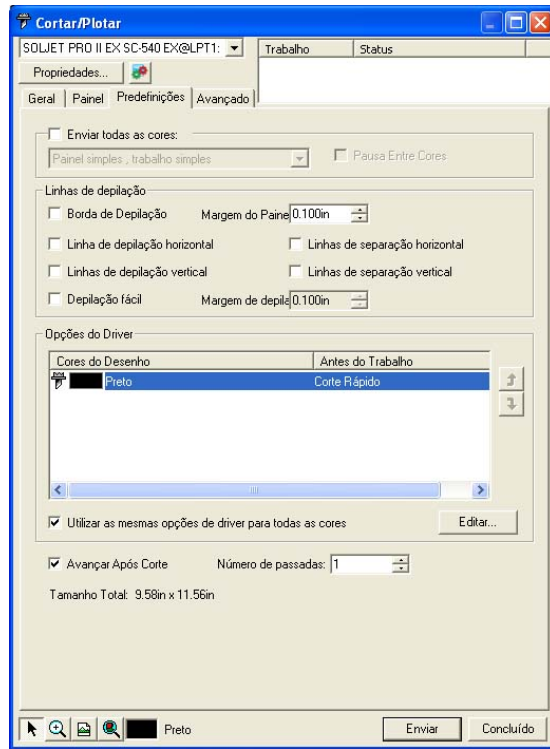 Cortar/Plotar
SOLJET PRO II EX SC-540 EX@LPT1:
Trabalho Status
Propriedades...
Geral Painel Predefinições Avançado
Enviar todas as cores:
Painel simples , trabalho simples Pausa Entre Cores
Linhas de depilação
Borda de Depilação Margem do Paine 0.100in
Linha de depilação horizontal Linhas de separação horizontal
Linhas de depilação vertical Linhas de separação vertical
Depilação fácil Margem de depila 0.100in
Opções do Driver
Cores do Desenho Antes do Trabalho
Preto Corte Rápido
Utilizar as mesmas opções de driver para todas as cores Editar...
Avançar Após Corte Número de passadas: 1
Tamanho Total: 9.58in x 11.56in
Preto Enviar Concluído